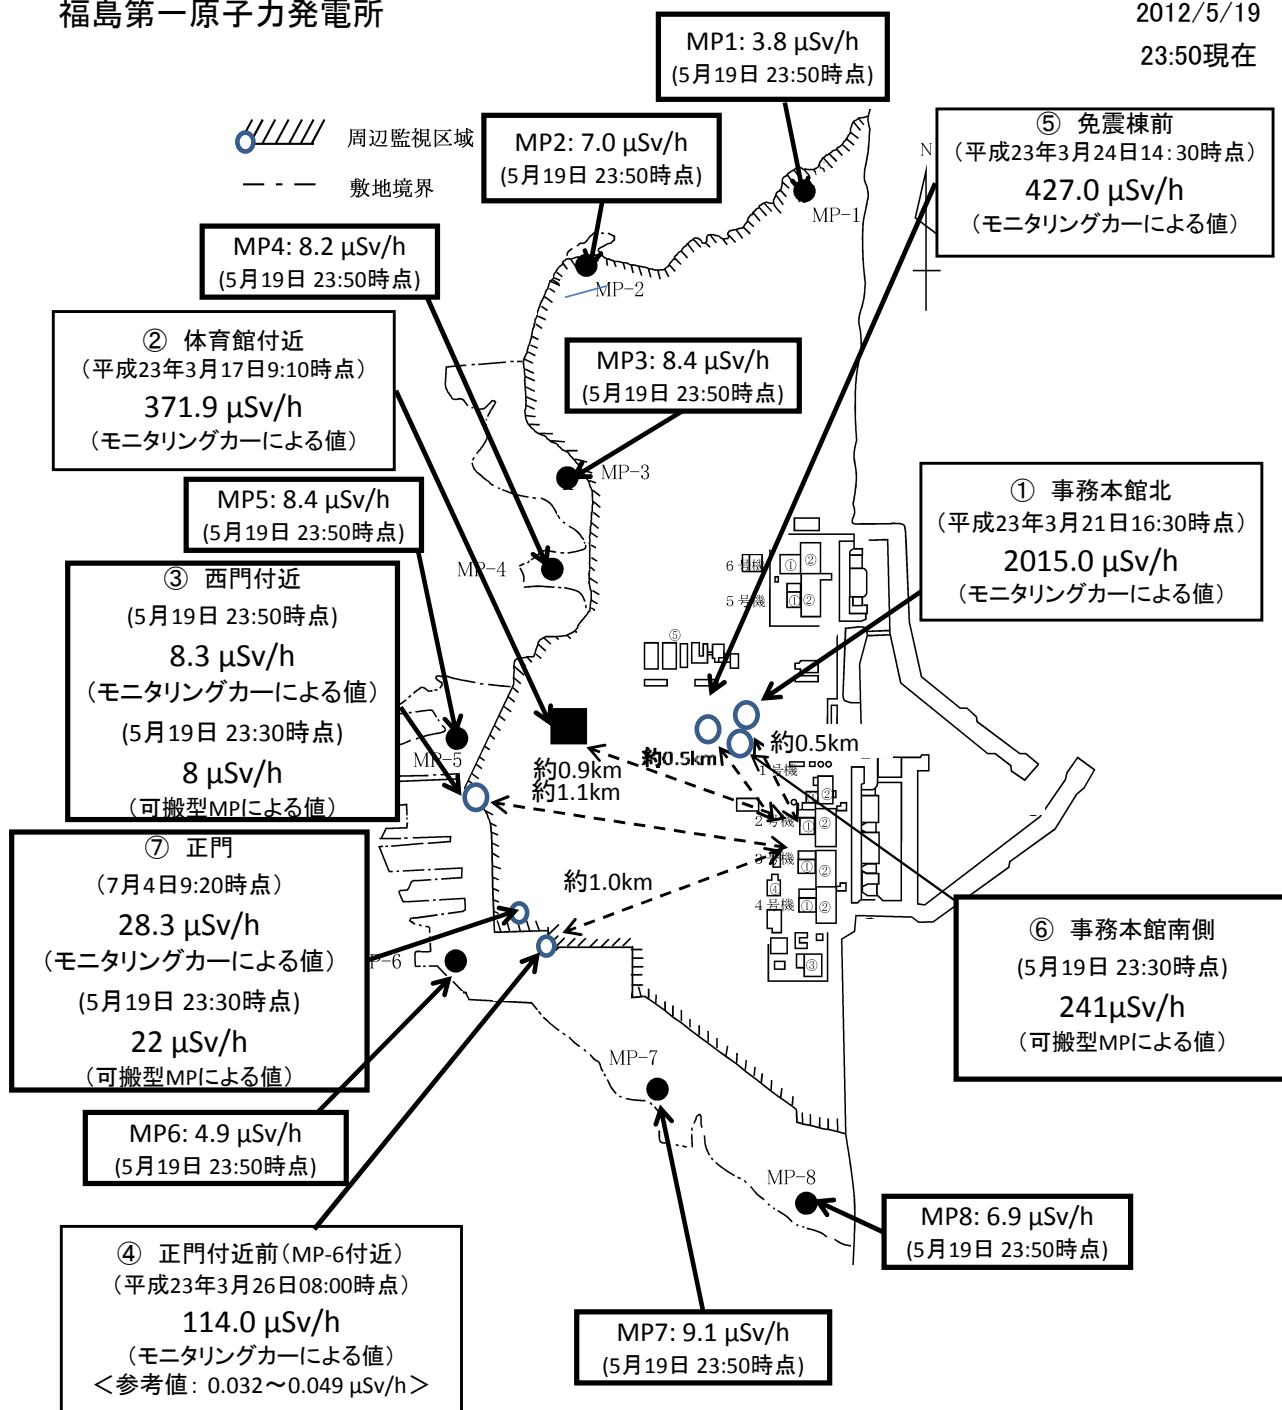 福島第一原子力発電所
2012/5/19
23:50現在
MP1: 3.8 μSv/h
(5月19日 23:50時点)
周辺監視区域
敷地境界
MP2: 7.0 μSv/h
(5月19日 23:50時点)
⑤ 免震棟前
（平成23年3月24日14:30時点）
427.0 μSv/h
（モニタリングカーによる値）
N
MP-1
MP4: 8.2 μSv/h
(5月19日 23:50時点)
MP-2
② 体育館付近
（平成23年3月17日9:10時点）
371.9 μSv/h
（モニタリングカーによる値）
MP3: 8.4 μSv/h
(5月19日 23:50時点)
MP-3
MP5: 8.4 μSv/h
(5月19日 23:50時点)
① 事務本館北
（平成23年3月21日16:30時点）
2015.0 μSv/h
（モニタリングカーによる値）
MP-4
6号機
①
②
5号機
①
②
③ 西門付近
(5月19日 23:50時点)
8.3 μSv/h
（モニタリングカーによる値）
(5月19日 23:30時点)
8 μSv/h
（可搬型MPによる値）
⑤
MP-5
約0.9km
約1.1km
約0.5km
約0.5km
1号機
②
2号機
①
②
3号機
①
②
④
4号機
①
②
③
約1.0km
⑦ 正門
(7月4日9:20時点)
28.3 μSv/h
（モニタリングカーによる値）
(5月19日 23:30時点)
22 μSv/h
（可搬型MPによる値）
P-6
⑥ 事務本館南側
(5月19日 23:30時点)
241μSv/h
（可搬型MPによる値）
MP-7
MP6: 4.9 μSv/h
(5月19日 23:50時点)
MP-8
MP8: 6.9 μSv/h
(5月19日 23:50時点)
④ 正門付近前（MP-6付近）
（平成23年3月26日08:00時点）
114.0 μSv/h
（モニタリングカーによる値）
＜参考値: 0.032～0.049 μSv/h＞
MP7: 9.1 μSv/h
(5月19日 23:50時点)